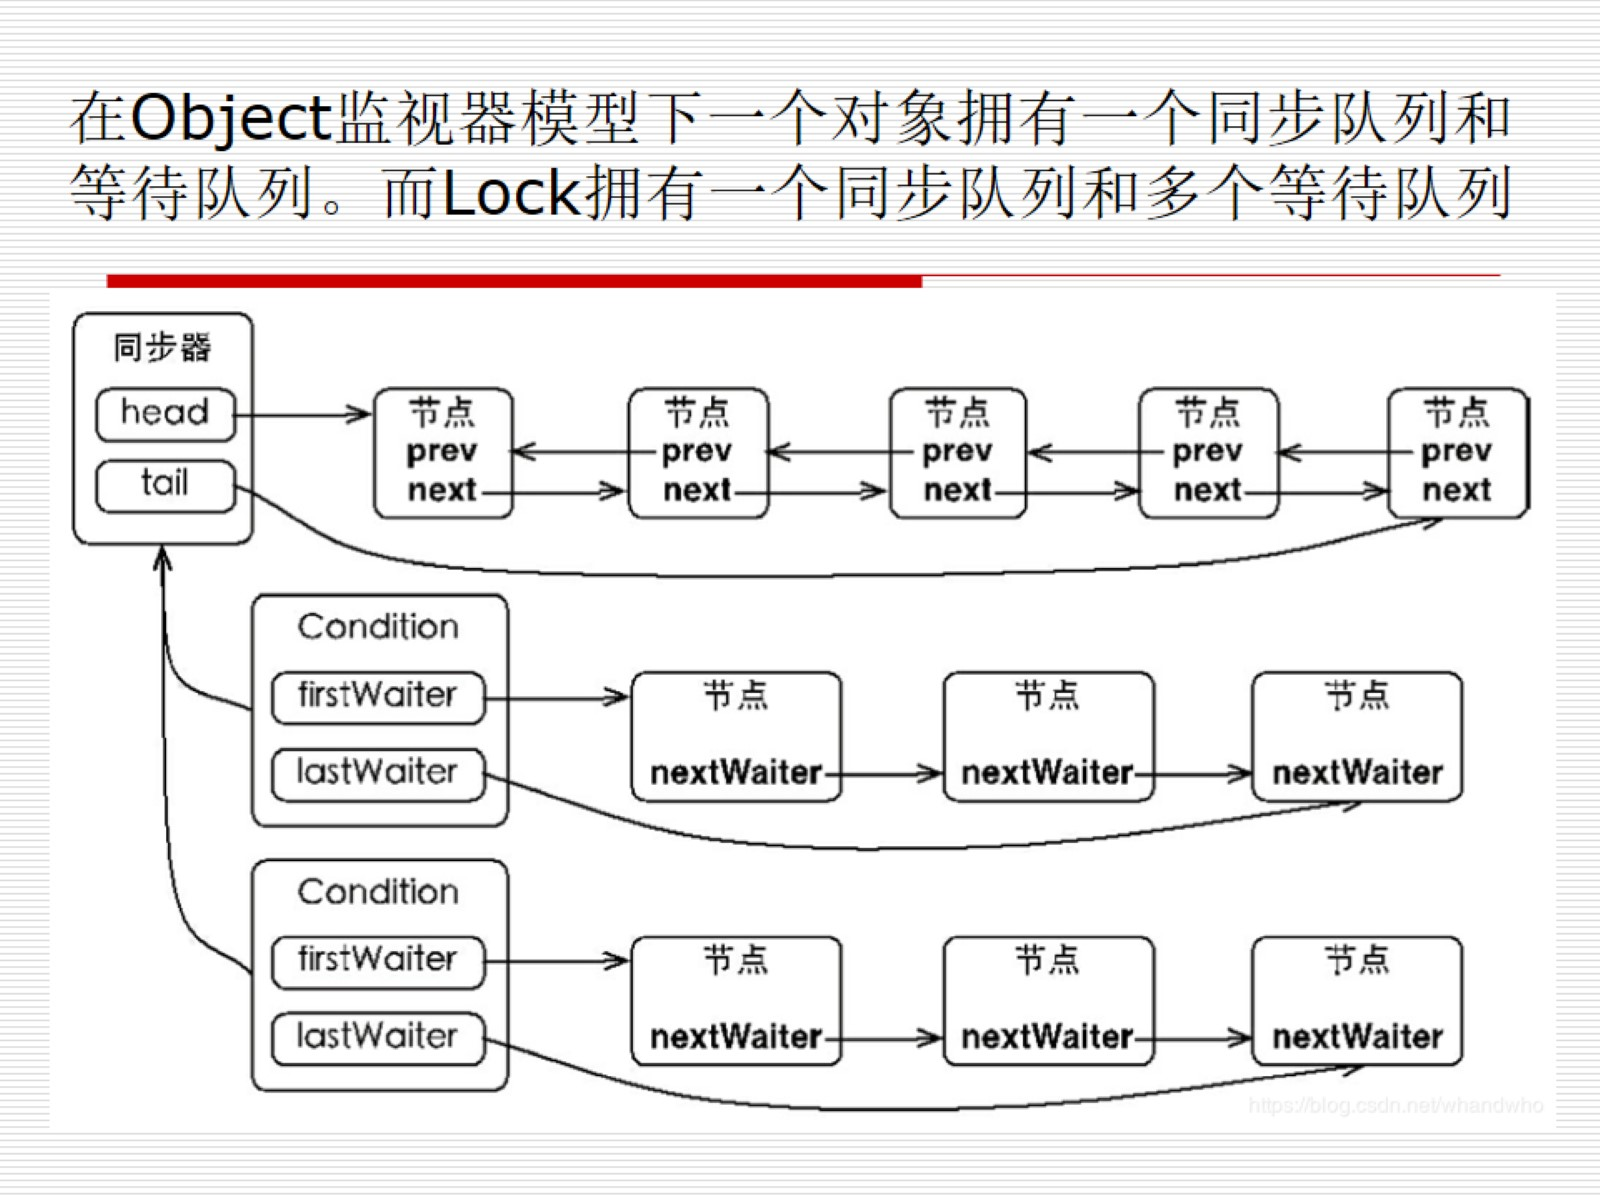 在Object监视器模型下一个对象拥有一个同步队列和
等待队列。而Lock拥有一个同步队列和多个等待队列
同步器
head
tail
节点
prev
next
节点
prev
next
节点
prev
next
节点
prev
next
节点
prev
next
Condition
firstWaiter
lastWaiter
节点
nextWaiter
节点
nextWaiter
节点
nextWaiter
Condition
firstWaiter
lastWaiter
节点
nextWaiter
节点
nextWaiter
节点
nextWaiter
https://blog.csdn.net/whandwho